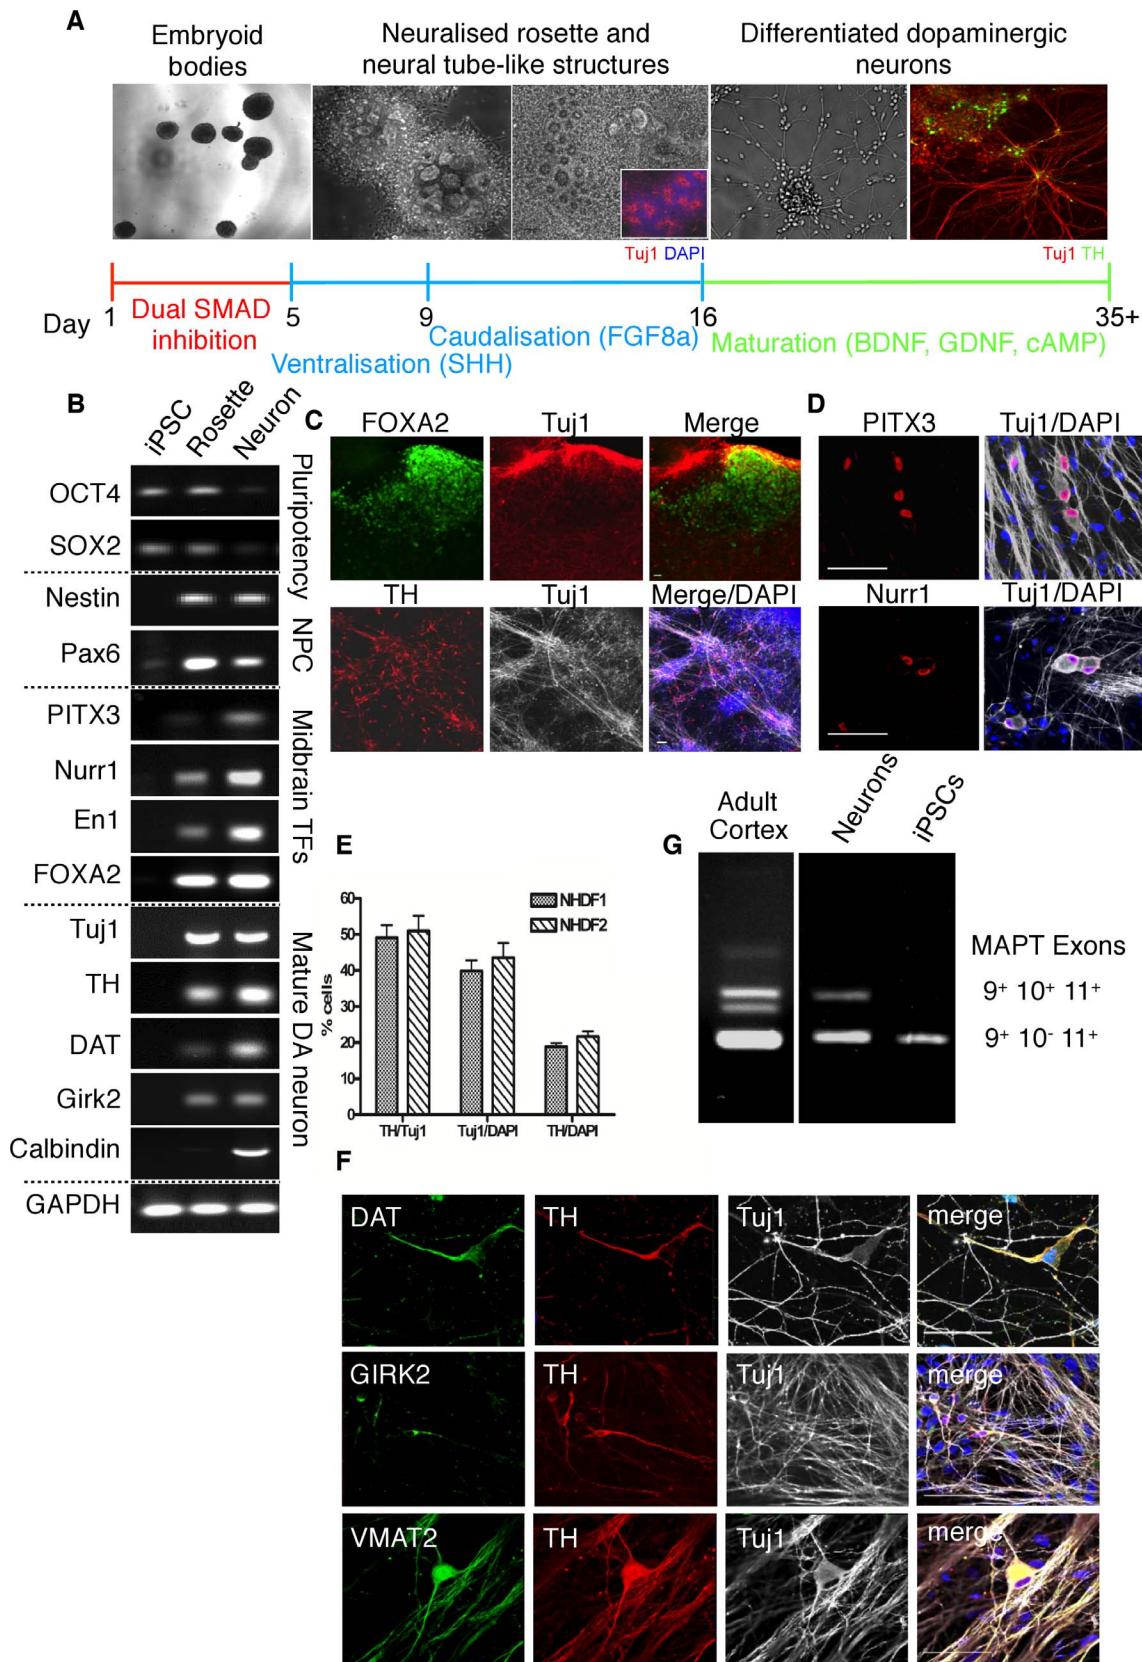 A
Embryoid
bodies
Neuralised rosette and
neural tube-like structures
Differentiated dopaminergic
neurons
Tuj1 DAPI
Tuj1 TH
Day
1
5
9
16
35+
Dual SMAD
inhibition
Ventralisation (SHH)
Caudalisation (FGF8a)
Maturation (BDNF, GDNF, cAMP)
B
iPSC
Rosette
Neuron
OCT4
SOX2
Nestin
Pax6
PITX3
Nurr1
En1
FOXA2
Tuj1
TH
DAT
Girk2
Calbindin
GAPDH
Pluripotency
NPC
Midbrain TFs
Mature DA neuron
C
FOXA2
Tuj1
Merge
TH
Tuj1
Merge/DAPI
D
PITX3
Tuj1/DAPI
Nurr1
Tuj1/DAPI
E
% cells
60
50
40
30
20
10
0
NHDF1
NHDF2
TH/Tuj1
Tuj1/DAPI
TH/DAPI
G
Adult
Cortex
Neurons
iPSCs
MAPT Exons
9⁺ 10⁺ 11⁺
9⁺ 10⁻ 11⁺
F
DAT
TH
Tuj1
merge
GIRK2
TH
Tuj1
merge
VMAT2
TH
Tuj1
merge